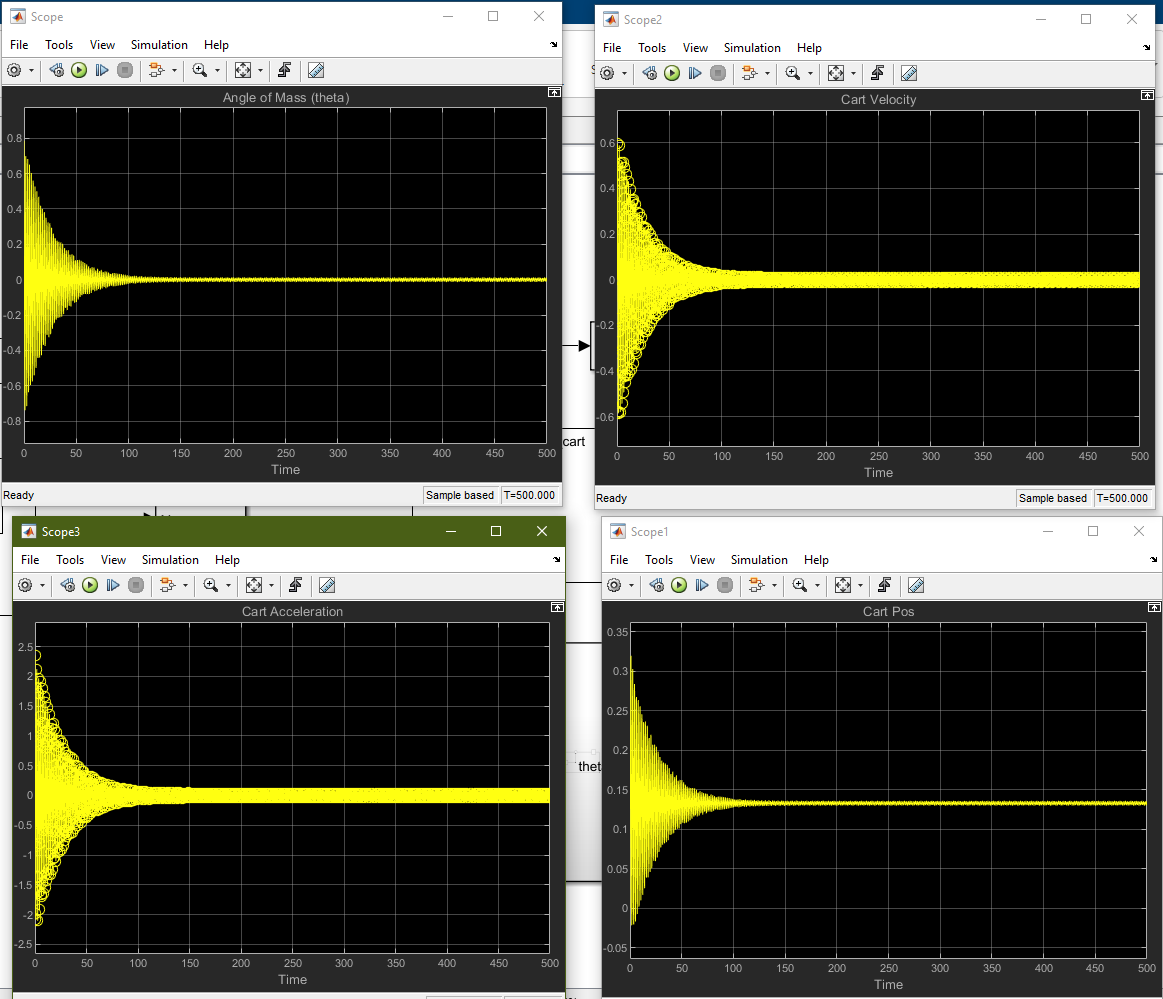 Scope
File Tools View Simulation Help
Angle of Mass (theta)
0.8
0.6
0.4
0.2
0
-0.2
-0.4
-0.6
-0.8
0 50 100 150 200 250 300 350 400 450 500
Time
Ready Sample based T=500.000
Scope2
File Tools View Simulation Help
Cart Velocity
0.6
0.4
0.2
0
-0.2
-0.4
-0.6
0 50 100 150 200 250 300 350 400 450 500
Time
Ready Sample based T=500.000
cart
Scope3
File Tools View Simulation Help
Cart Acceleration
2.5
2
1.5
1
0.5
0
-0.5
-1
-1.5
-2
-2.5
0 50 100 150 200 250 300 350 400 450 500
Time
thet
Scope1
File Tools View Simulation Help
Cart Pos
0.35
0.3
0.25
0.2
0.15
0.1
0.05
0
-0.05
0 50 100 150 200 250 300 350 400 450 500
Time